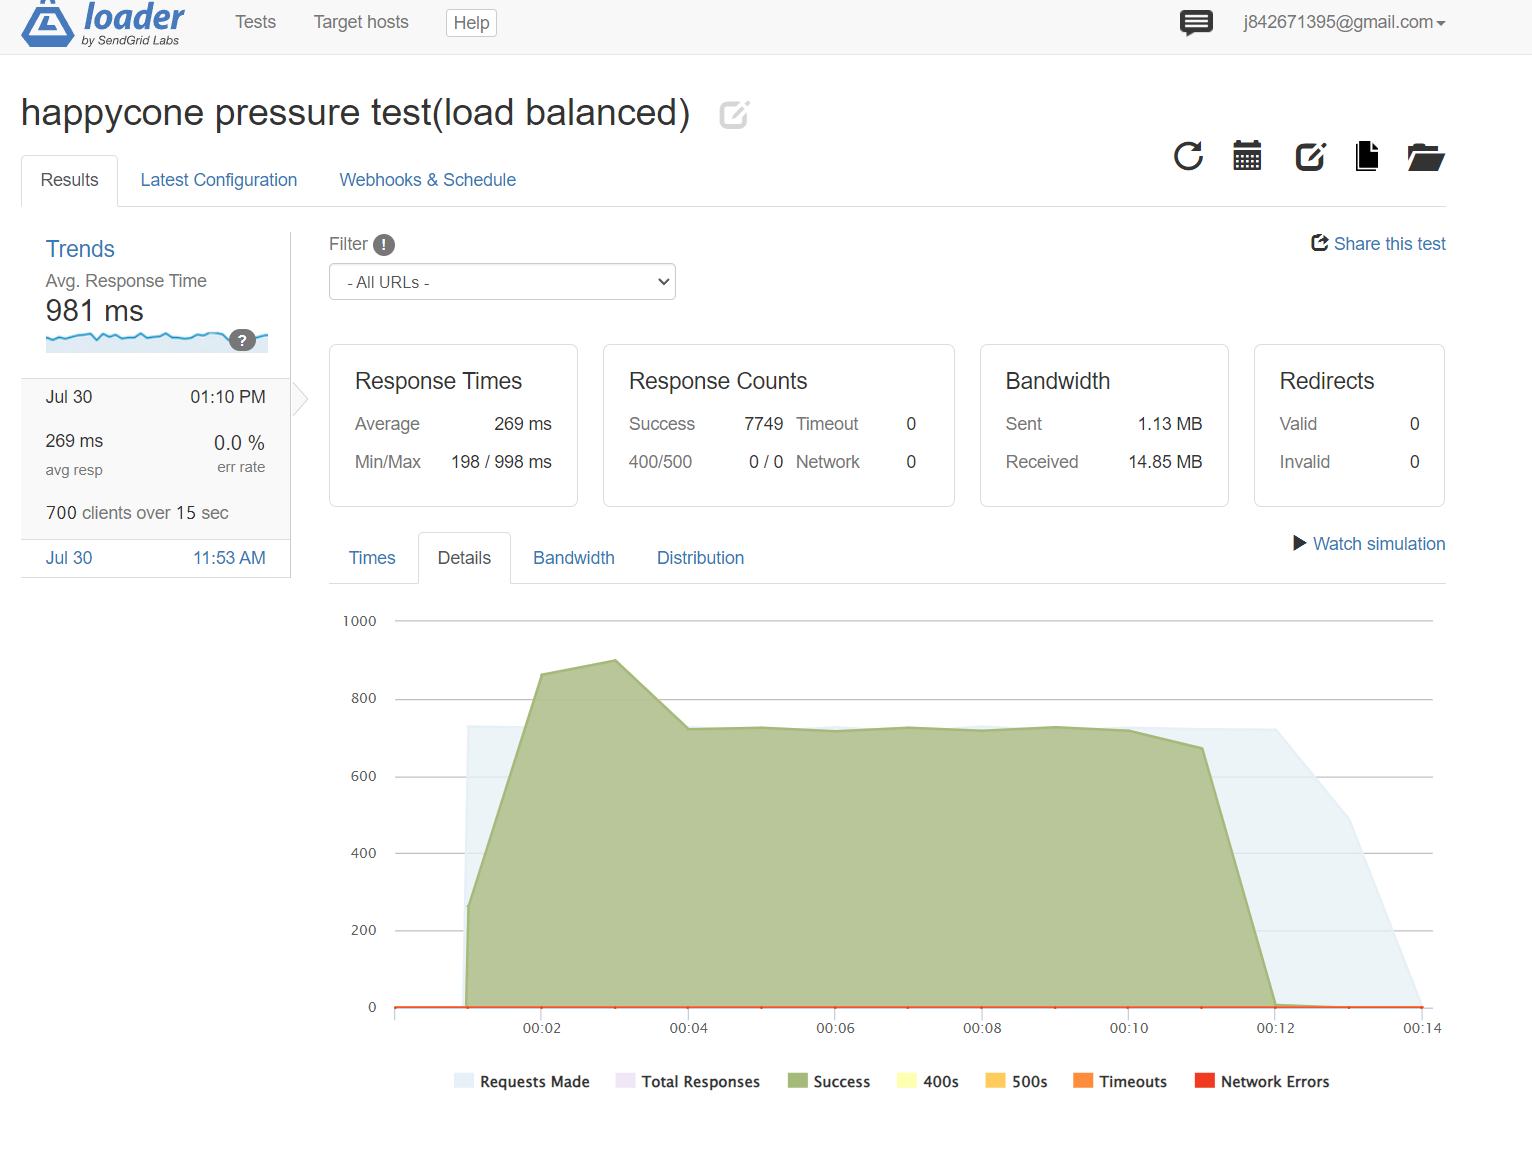 loader
by SendGrid Labs
Tests
Target hosts
Help
j842671395@gmail.com
happycone pressure test(load balanced)
Results
Latest Configuration
Webhooks & Schedule
Trends
Avg. Response Time
981 ms
?
Jul 30 01:10 PM
269 ms 0.0 %
avg resp err rate
700 clients over 15 sec
Jul 30 11:53 AM
Filter !
- All URLs -
Share this test
Response Times
Average 269 ms
Min/Max 198 / 998 ms
Response Counts
Success 7749 Timeout 0
400/500 0 / 0 Network 0
Bandwidth
Sent 1.13 MB
Received 14.85 MB
Redirects
Valid 0
Invalid 0
Times
Details
Bandwidth
Distribution
Watch simulation
1000
800
600
400
200
0
00:02 00:04 00:06 00:08 00:10 00:12 00:14
Requests Made Total Responses Success 400s 500s Timeouts Network Errors